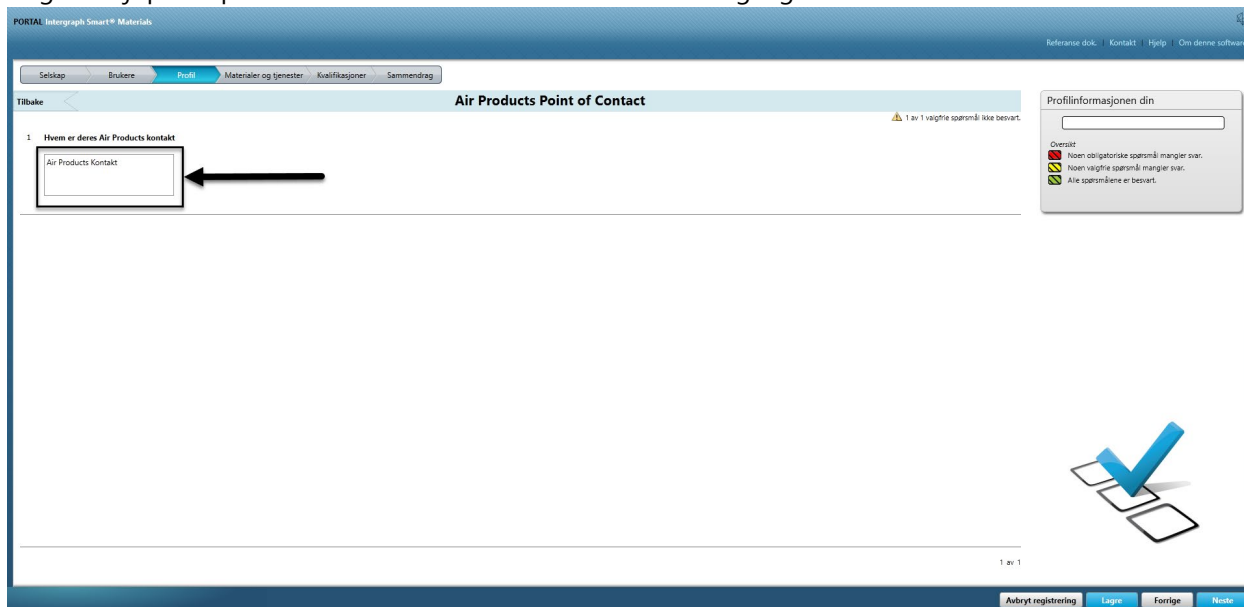 PORTAL Intergraph Smart® Materials
Referanse dok. | Kontakt | Hjelp | Om denne softwar
Selskap Brukere Profil Materialer og tjenester Kvalifikasjoner Sammendrag
Tilbake
Air Products Point of Contact
1 av 1 valgfrie spørsmål ikke besvart.
1 Hvem er deres Air Products kontakt
Air Products Kontakt
Profilinformasjonen din
Oversikt
Noen obligatoriske spørsmål mangler svar.
Noen valgfrie spørsmål mangler svar.
Alle spørsmålene er besvart.
1 av 1
Avbryt registrering Lagre Forrige Neste